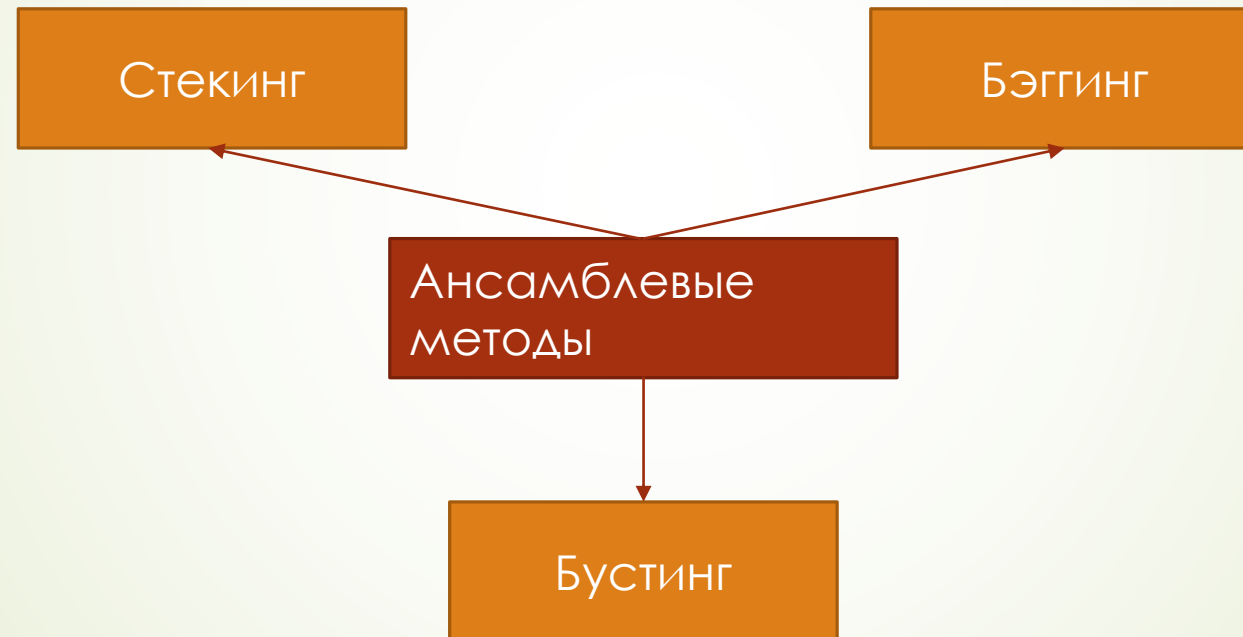 Стекинг
Бэггинг
Ансамблевые
методы
Бустинг